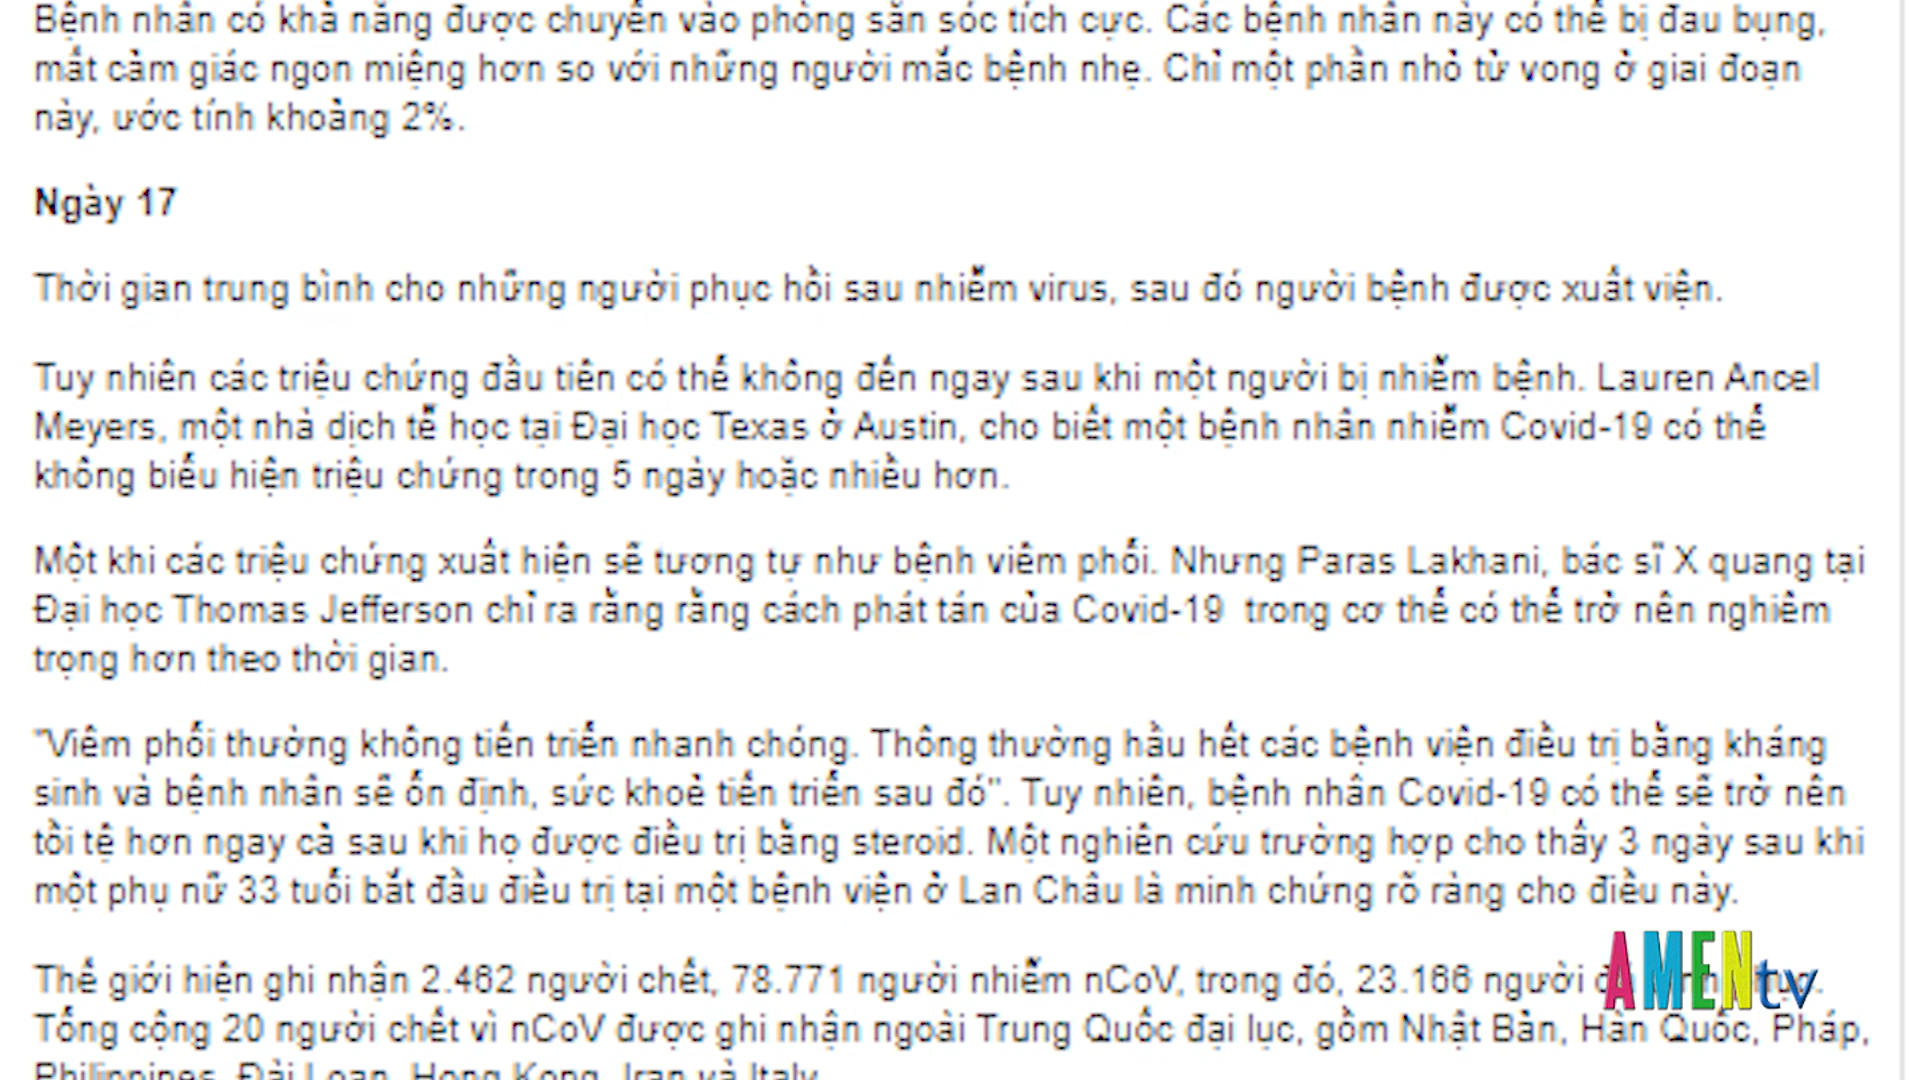 Bệnh nhân có khả năng được chuyển vào phòng săn sóc tích cực. Các bệnh nhân này có thể bị đau bụng,
mất cảm giác ngon miệng hơn so với những người mắc bệnh nhẹ. Chỉ một phần nhỏ tử vong ở giai đoạn
này, ước tính khoảng 2%.
Ngày 17
Thời gian trung bình cho những người phục hồi sau nhiễm virus, sau đó người bệnh được xuất viện.
Tuy nhiên các triệu chứng đầu tiên có thể không đến ngay sau khi một người bị nhiễm bệnh. Lauren Ancel
Meyers, một nhà dịch tễ học tại Đại học Texas ở Austin, cho biết một bệnh nhân nhiễm Covid-19 có thể
không biểu hiện triệu chứng trong 5 ngày hoặc nhiều hơn.
Một khi các triệu chứng xuất hiện sẽ tương tự như bệnh viêm phổi. Nhưng Paras Lakhani, bác sĩ X quang tại
Đại học Thomas Jefferson chỉ ra rằng rằng cách phát tán của Covid-19 trong cơ thể có thể trở nên nghiêm
trọng hơn theo thời gian.
"Viêm phổi thường không tiến triển nhanh chóng. Thông thường hầu hết các bệnh viện điều trị bằng kháng
sinh và bệnh nhân sẽ ổn định, sức khoẻ tiến triển sau đó". Tuy nhiên, bệnh nhân Covid-19 có thể sẽ trở nên
tồi tệ hơn ngay cả sau khi họ được điều trị bằng steroid. Một nghiên cứu trường hợp cho thấy 3 ngày sau khi
một phụ nữ 33 tuổi bắt đầu điều trị tại một bệnh viện ở Lan Châu là minh chứng rõ ràng cho điều này.
Thế giới hiện ghi nhận 2.462 người chết, 78.771 người nhiễm nCoV, trong đó, 23.166 người
AMENtv
Tổng cộng 20 người chết vì nCoV được ghi nhận ngoài Trung Quốc đại lục, gồm Nhật Bản, Hàn Quốc, Pháp,
Philippines, Đài Loan, Hong Kong, Iran và Italy